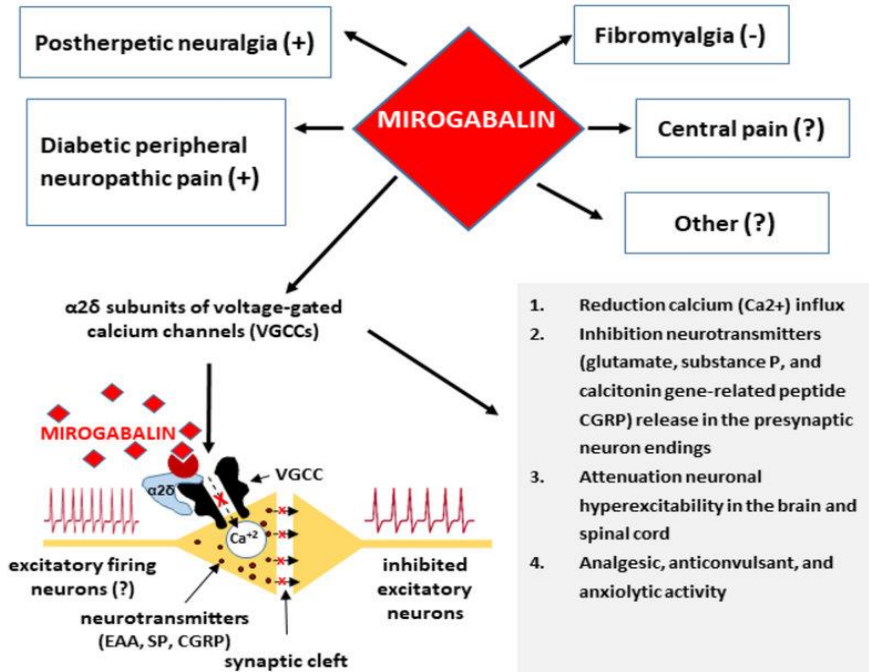 Postherpetic neuralgia (+)
Fibromyalgia (-)
MIROGABALIN
Diabetic peripheral
neuropathic pain (+)
Central pain (?)
Other (?)
α2δ subunits of voltage-gated
calcium channels (VGCCs)
1. Reduction calcium (Ca2+) influx
2. Inhibition neurotransmitters
(glutamate, substance P, and
calcitonin gene-related peptide
CGRP) release in the presynaptic
neuron endings
3. Attenuation neuronal
hyperexcitability in the brain and
spinal cord
4. Analgesic, anticonvulsant, and
anxiolytic activity
MIROGABALIN
VGCC
α2δ
Ca⁺²
excitatory firing
neurons (?)
inhibited
excitatory
neurons
neurotransmitters
(EAA, SP, CGRP)
synaptic cleft